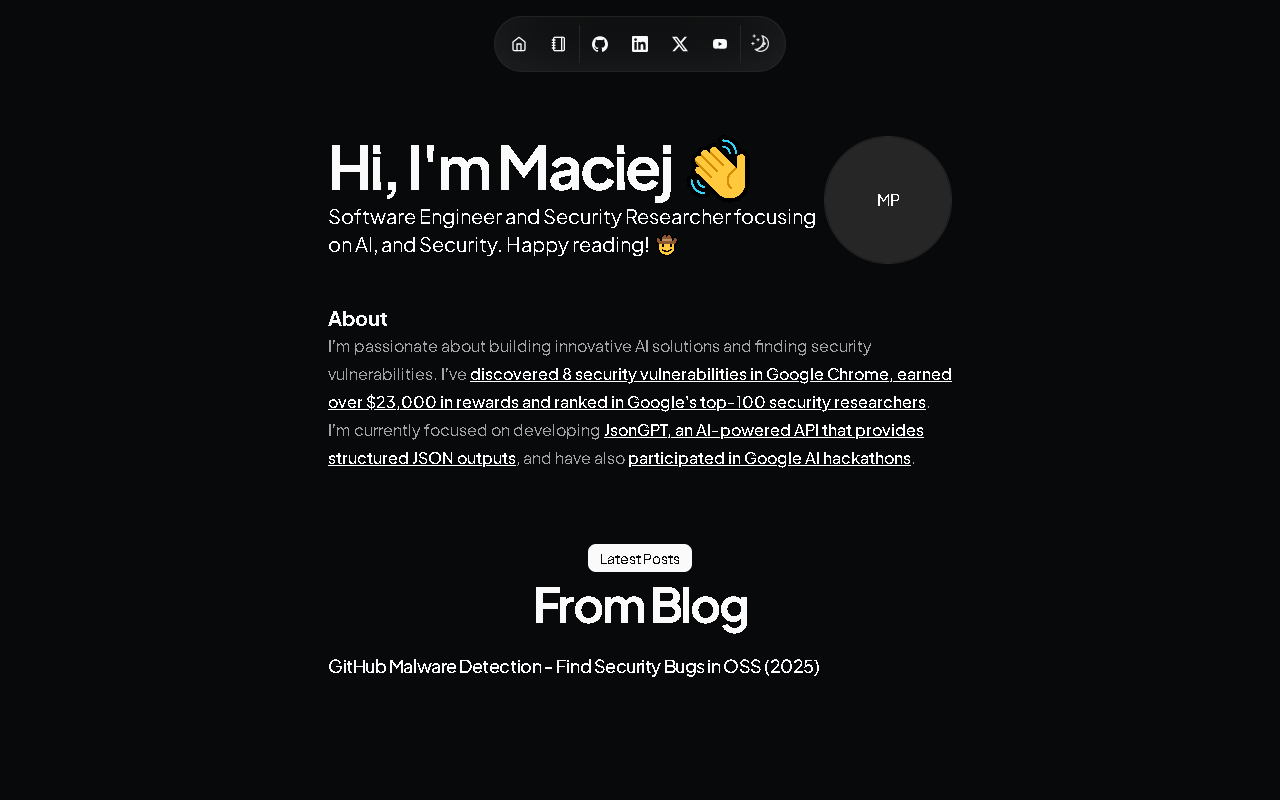 Hi, I'm Maciej 👋
MP
Software Engineer and Security Researcher focusing
on AI, and Security. Happy reading! 🤠
About
I'm passionate about building innovative AI solutions and finding security
vulnerabilities. I've discovered 8 security vulnerabilities in Google Chrome, earned
over $23,000 in rewards and ranked in Google's top-100 security researchers.
I'm currently focused on developing JsonGPT, an AI-powered API that provides
structured JSON outputs, and have also participated in Google AI hackathons.
Latest Posts
From Blog
GitHub Malware Detection - Find Security Bugs in OSS (2025)